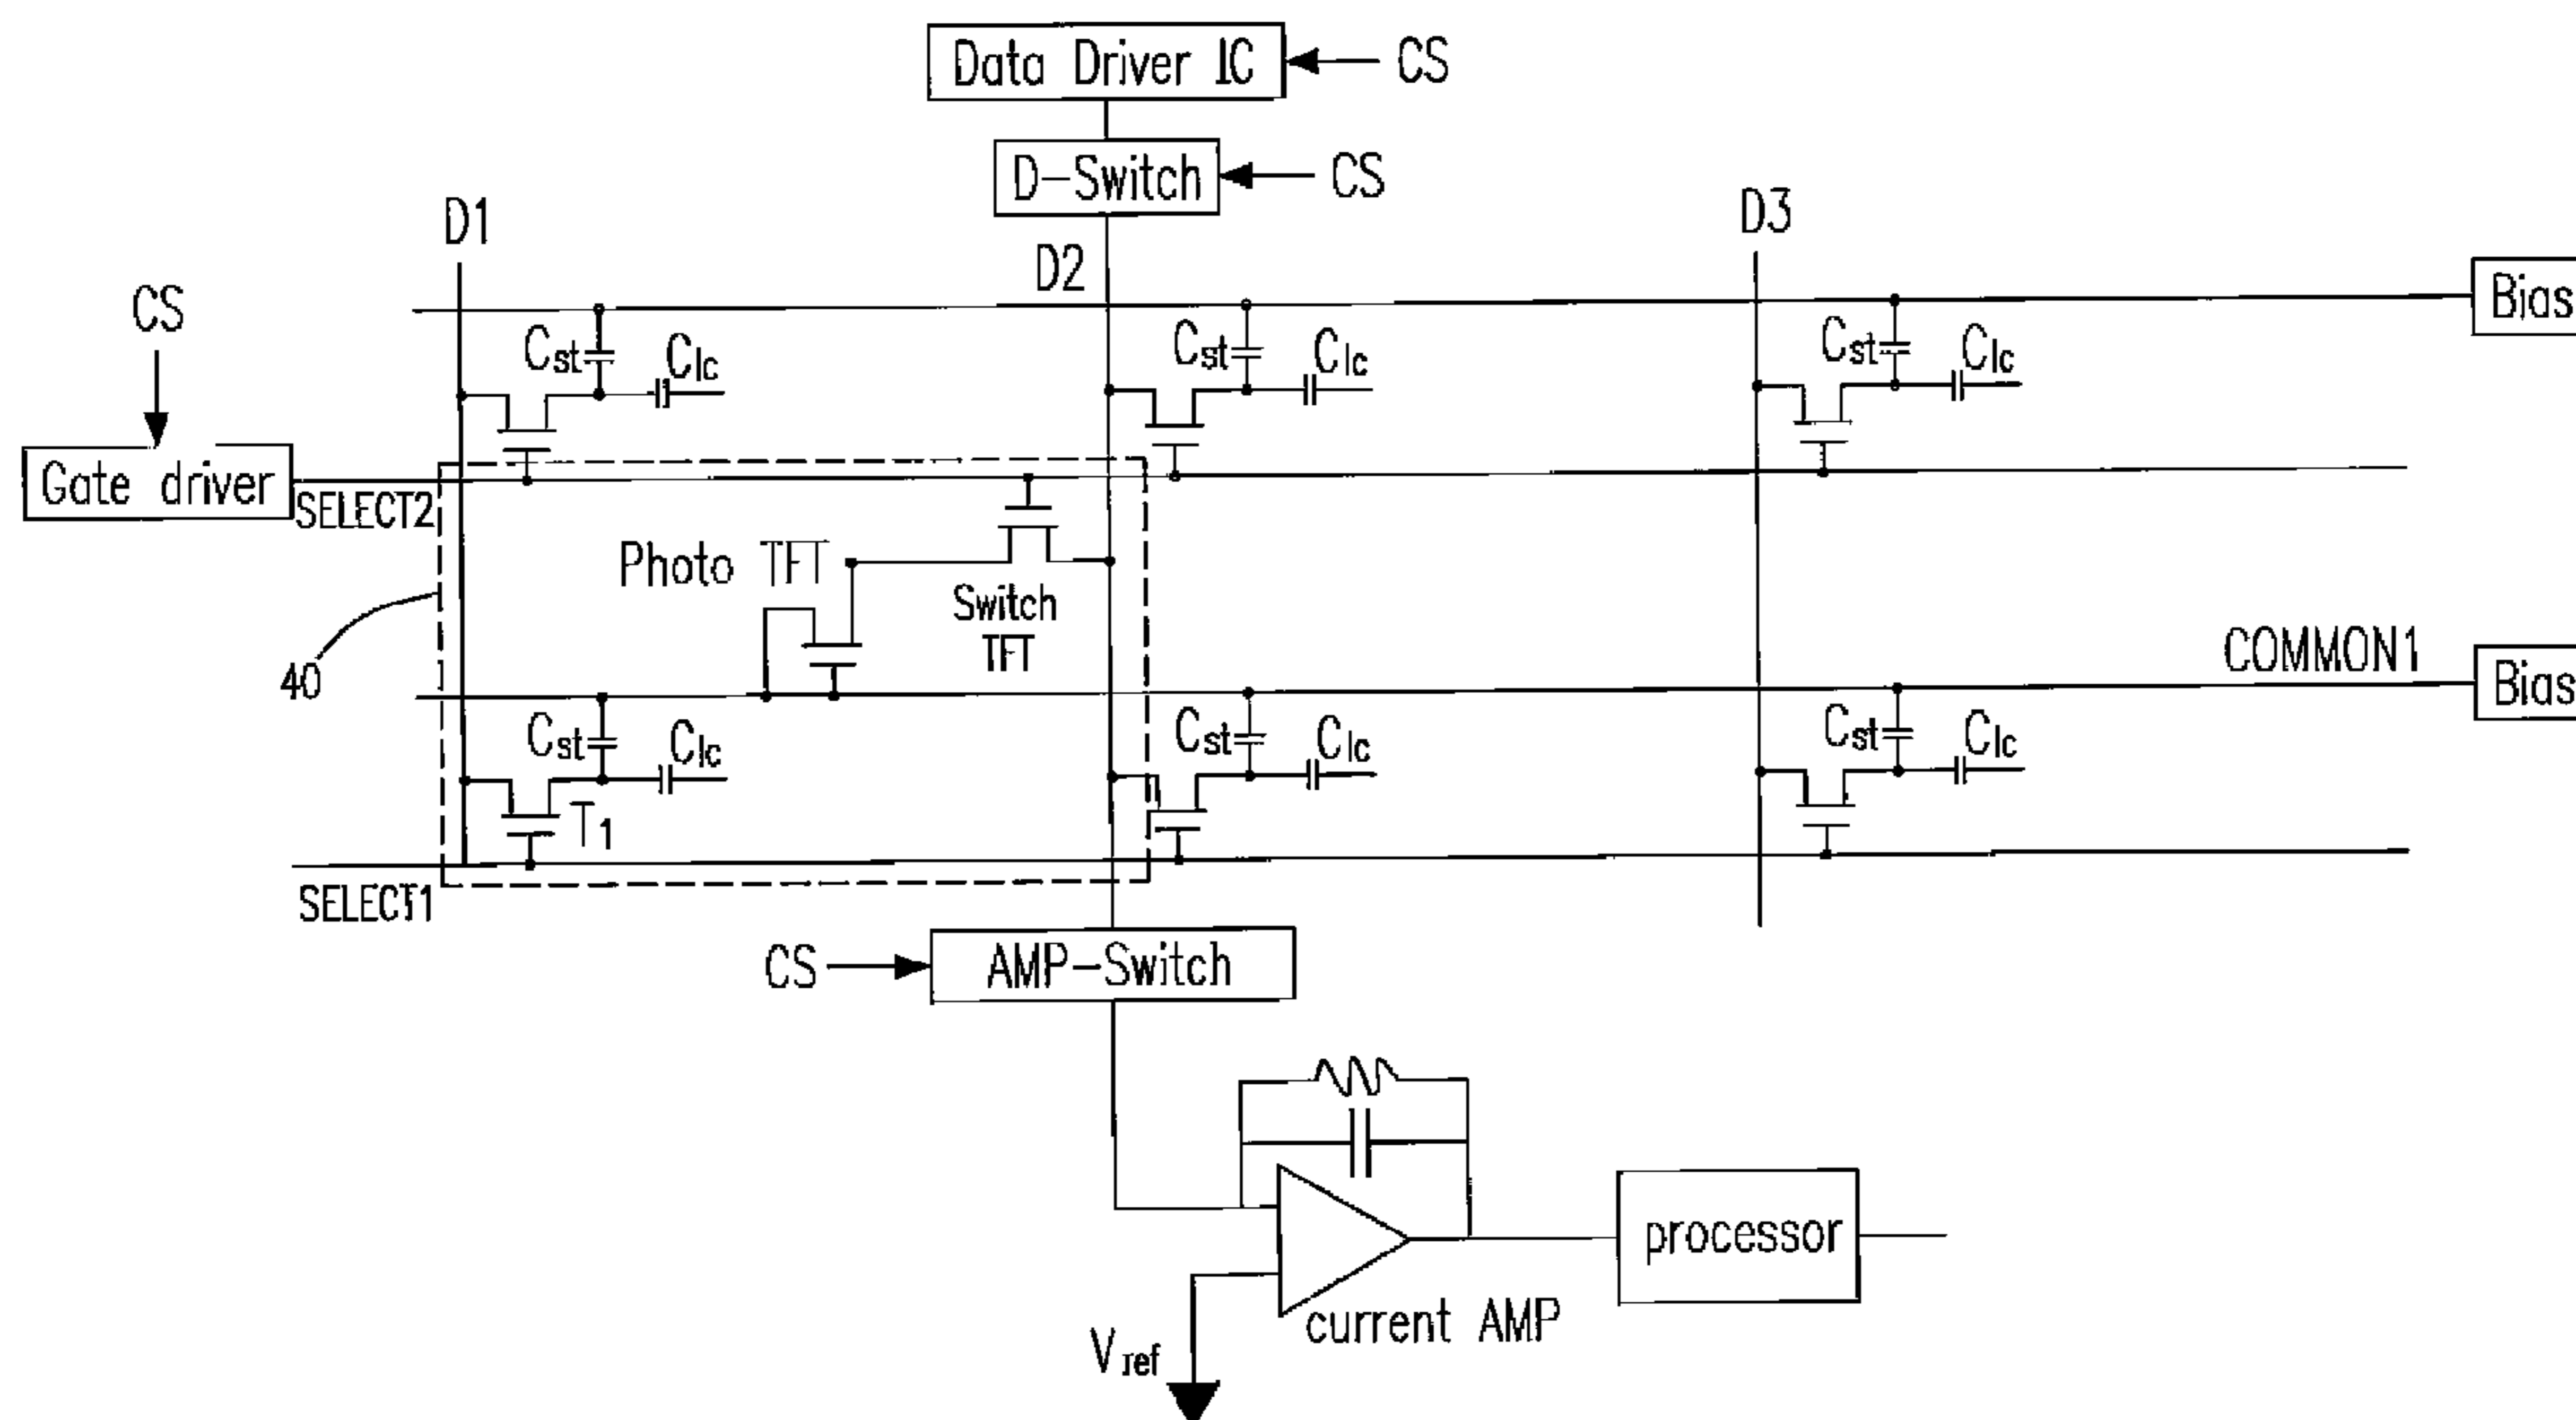 Data Driver IC
CS
D-Switch
CS
D1
D2
D3
CS
Bias
Cst
Clc
Cst
Clc
Cst
Clc
Gate driver
SELECT2
Photo TFT
Switch
TFT
40
COMMON1
Bias
Cst
Clc
Cst
Clc
Cst
Clc
T1
SELECT1
CS
AMP-Switch
processor
current AMP
Vref